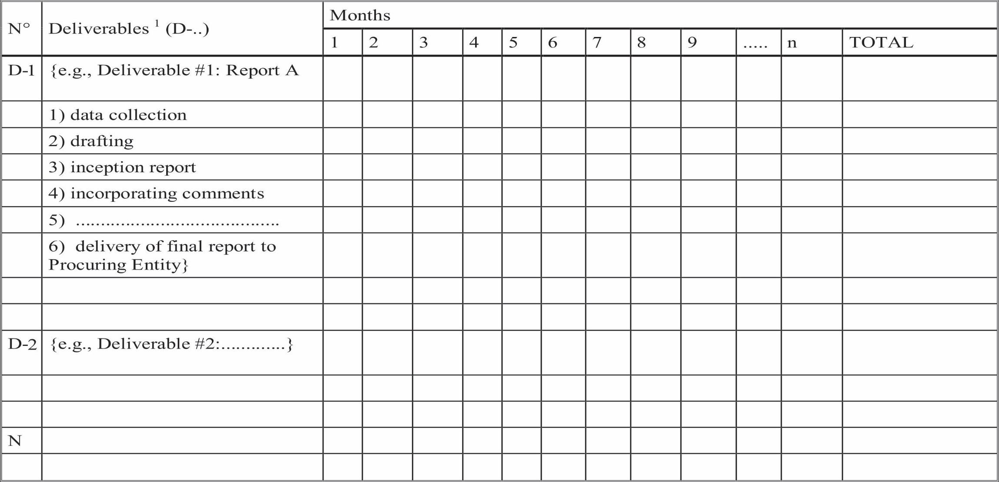 N° Deliverables ¹ (D-..) Months
1 2 3 4 5 6 7 8 9 ..... n TOTAL
D-1 {e.g., Deliverable #1: Report A
1) data collection
2) drafting
3) inception report
4) incorporating comments
5) .........................................
6) delivery of final report to
Procuring Entity}
D-2 {e.g., Deliverable #2:.............}
N